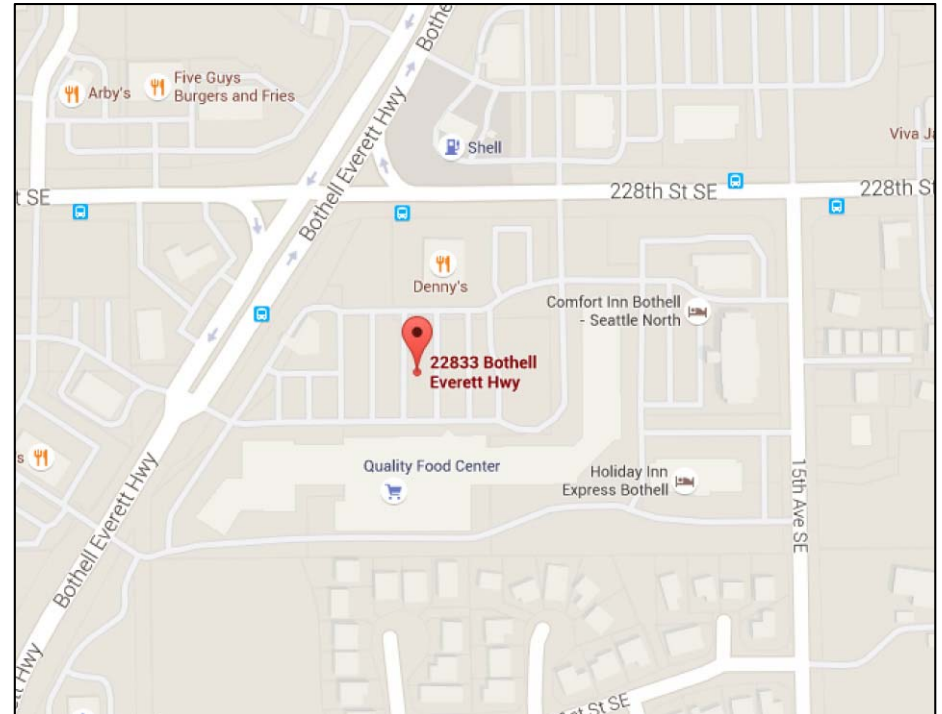 Bothe
Arby's
Five Guys
Burgers and Fries
Bothell Everett Hwy
Shell
Viva Ja
t SE
228th St SE
228th St
Denny's
Comfort Inn Bothell
- Seattle North
22833 Bothell
Everett Hwy
s
Quality Food Center
Holiday Inn
Express Bothell
15th Ave SE
Bothell Everett Hwy
ett Hwy
st St SE